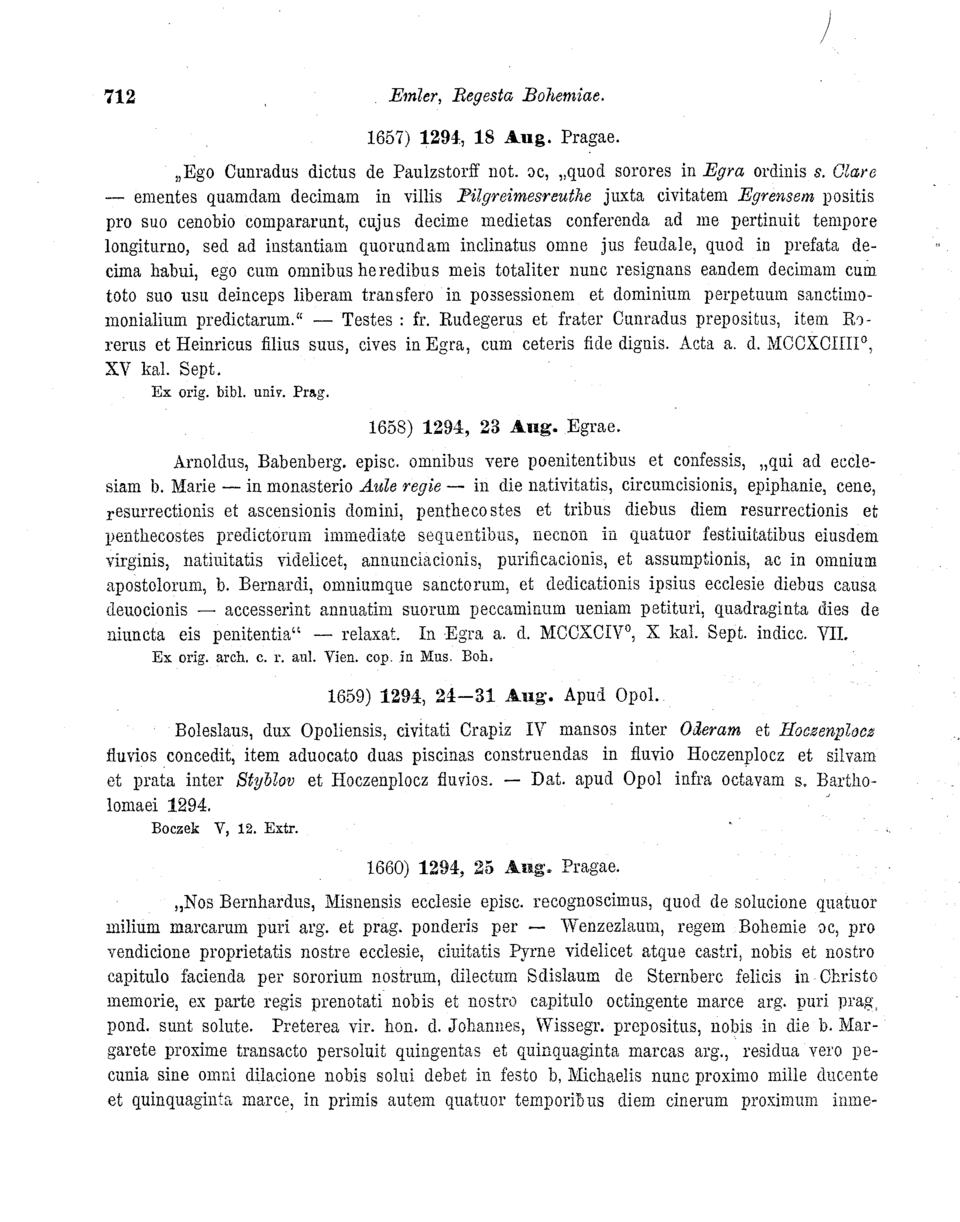 712 Emler, Regesta Bohemiae.
1657) 1294, 18 Aug. Pragae.
„Ego Cunradus dictus de Paulzstorff not. ɔc, „quod sorores in Egra ordinis s. Clare
— ementes quamdam decimam in villis Pilgreimesreuthe juxta civitatem Egrensem positis
pro suo cenobio compararunt, cujus decime medietas conferenda ad me pertinuit tempore
longiturno, sed ad instantiam quorundam inclinatus omne jus feudale, quod in prefata de-
cima habui, ego cum omnibus heredibus meis totaliter nunc resignans eandem decimam cum
toto suo usu deinceps liberam transfero in possessionem et dominium perpetuum sanctimo-
monialium predictarum.“ — Testes : fr. Rudegerus et frater Cunradus prepositus, item Ro-
rerus et Heinricus filius suus, cives in Egra, cum ceteris fide dignis. Acta a. d. MCCXCIIII⁰,
XV kal. Sept.
Ex orig. bibl. univ. Prag.
1658) 1294, 23 Aug. Egrae.
Arnoldus, Babenberg. episc. omnibus vere poenitentibus et confessis, „qui ad eccle-
siam b. Marie — in monasterio Aule regie — in die nativitatis, circumcisionis, epiphanie, cene,
resurrectionis et ascensionis domini, penthecostes et tribus diebus diem resurrectionis et
penthecostes predictorum immediate sequentibus, necnon in quatuor festiuitatibus eiusdem
virginis, natiuitatis videlicet, annunciacionis, purificacionis, et assumptionis, ac in omnium
apostolorum, b. Bernardi, omniumque sanctorum, et dedicationis ipsius ecclesie diebus causa
deuocionis — accesserint annuatim suorum peccaminum ueniam petituri, quadraginta dies de
niuncta eis penitentia“ — relaxat. In Egra a. d. MCCXCIV⁰, X kal. Sept. indicc. VII.
Ex orig. arch. c. r. aul. Vien. cop. in Mus. Boh.
1659) 1294, 24—31 Aug. Apud Opol.
Boleslaus, dux Opoliensis, civitati Crapiz IV mansos inter Oderam et Hoczenplocz
fluvios concedit, item aduocato duas piscinas construendas in fluvio Hoczenplocz et silvam
et prata inter Styblov et Hoczenplocz fluvios. — Dat. apud Opol infra octavam s. Bartho-
lomaei 1294.
Boczek V, 12. Extr.
1660) 1294, 25 Aug. Pragae.
„Nos Bernhardus, Misnensis ecclesie episc. recognoscimus, quod de solucione quatuor
milium marcarum puri arg. et prag. ponderis per — Wenzezlaum, regem Bohemie ɔc, pro
vendicione proprietatis nostre ecclesie, ciuitatis Pyrne videlicet atque castri, nobis et nostro
capitulo facienda per sororium nostrum, dilectum Sdislaum de Sternberc felicis in Christo
memorie, ex parte regis prenotati nobis et nostro capitulo octingente marce arg. puri prag.
pond. sunt solute. Preterea vir. hon. d. Johannes, Wissegr. prepositus, nobis in die b. Mar-
garete proxime transacto persoluit quingentas et quinquaginta marcas arg., residua vero pe-
cunia sine omni dilacione nobis solui debet in festo b, Michaelis nunc proximo mille ducente
et quinquaginta marce, in primis autem quatuor temporibus diem cinerum proximum inme-